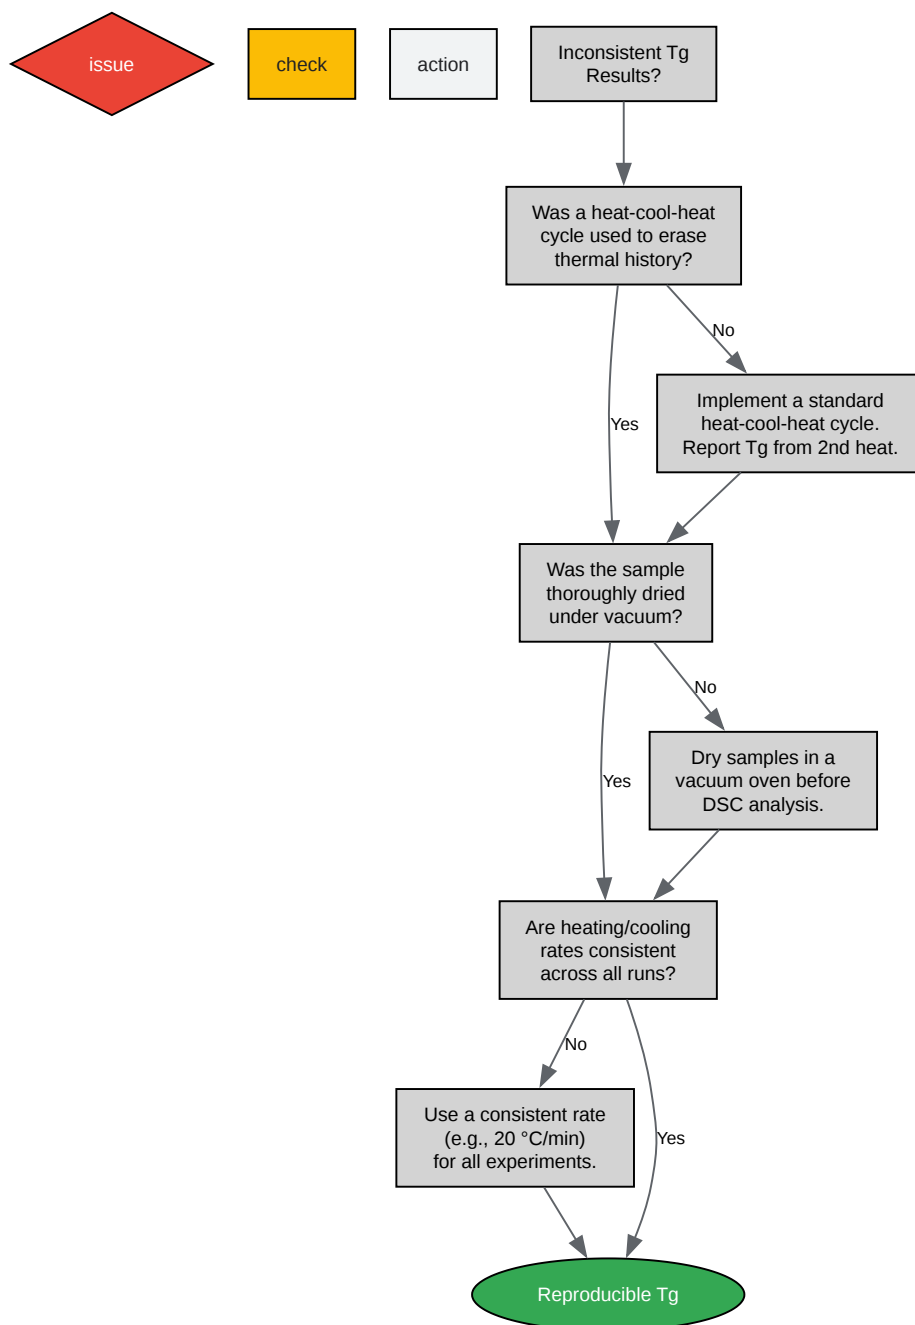 issue
check
action
Inconsistent Tg
Results?
Was a heat-cool-heat
cycle used to erase
thermal history?
No
Implement a standard
heat-cool-heat cycle.
Report Tg from 2nd heat.
Yes
Was the sample
thoroughly dried
under vacuum?
No
Dry samples in a
vacuum oven before
DSC analysis.
Yes
Are heating/cooling
rates consistent
across all runs?
No
Use a consistent rate
(e.g., 20 °C/min)
for all experiments.
Yes
Reproducible Tg